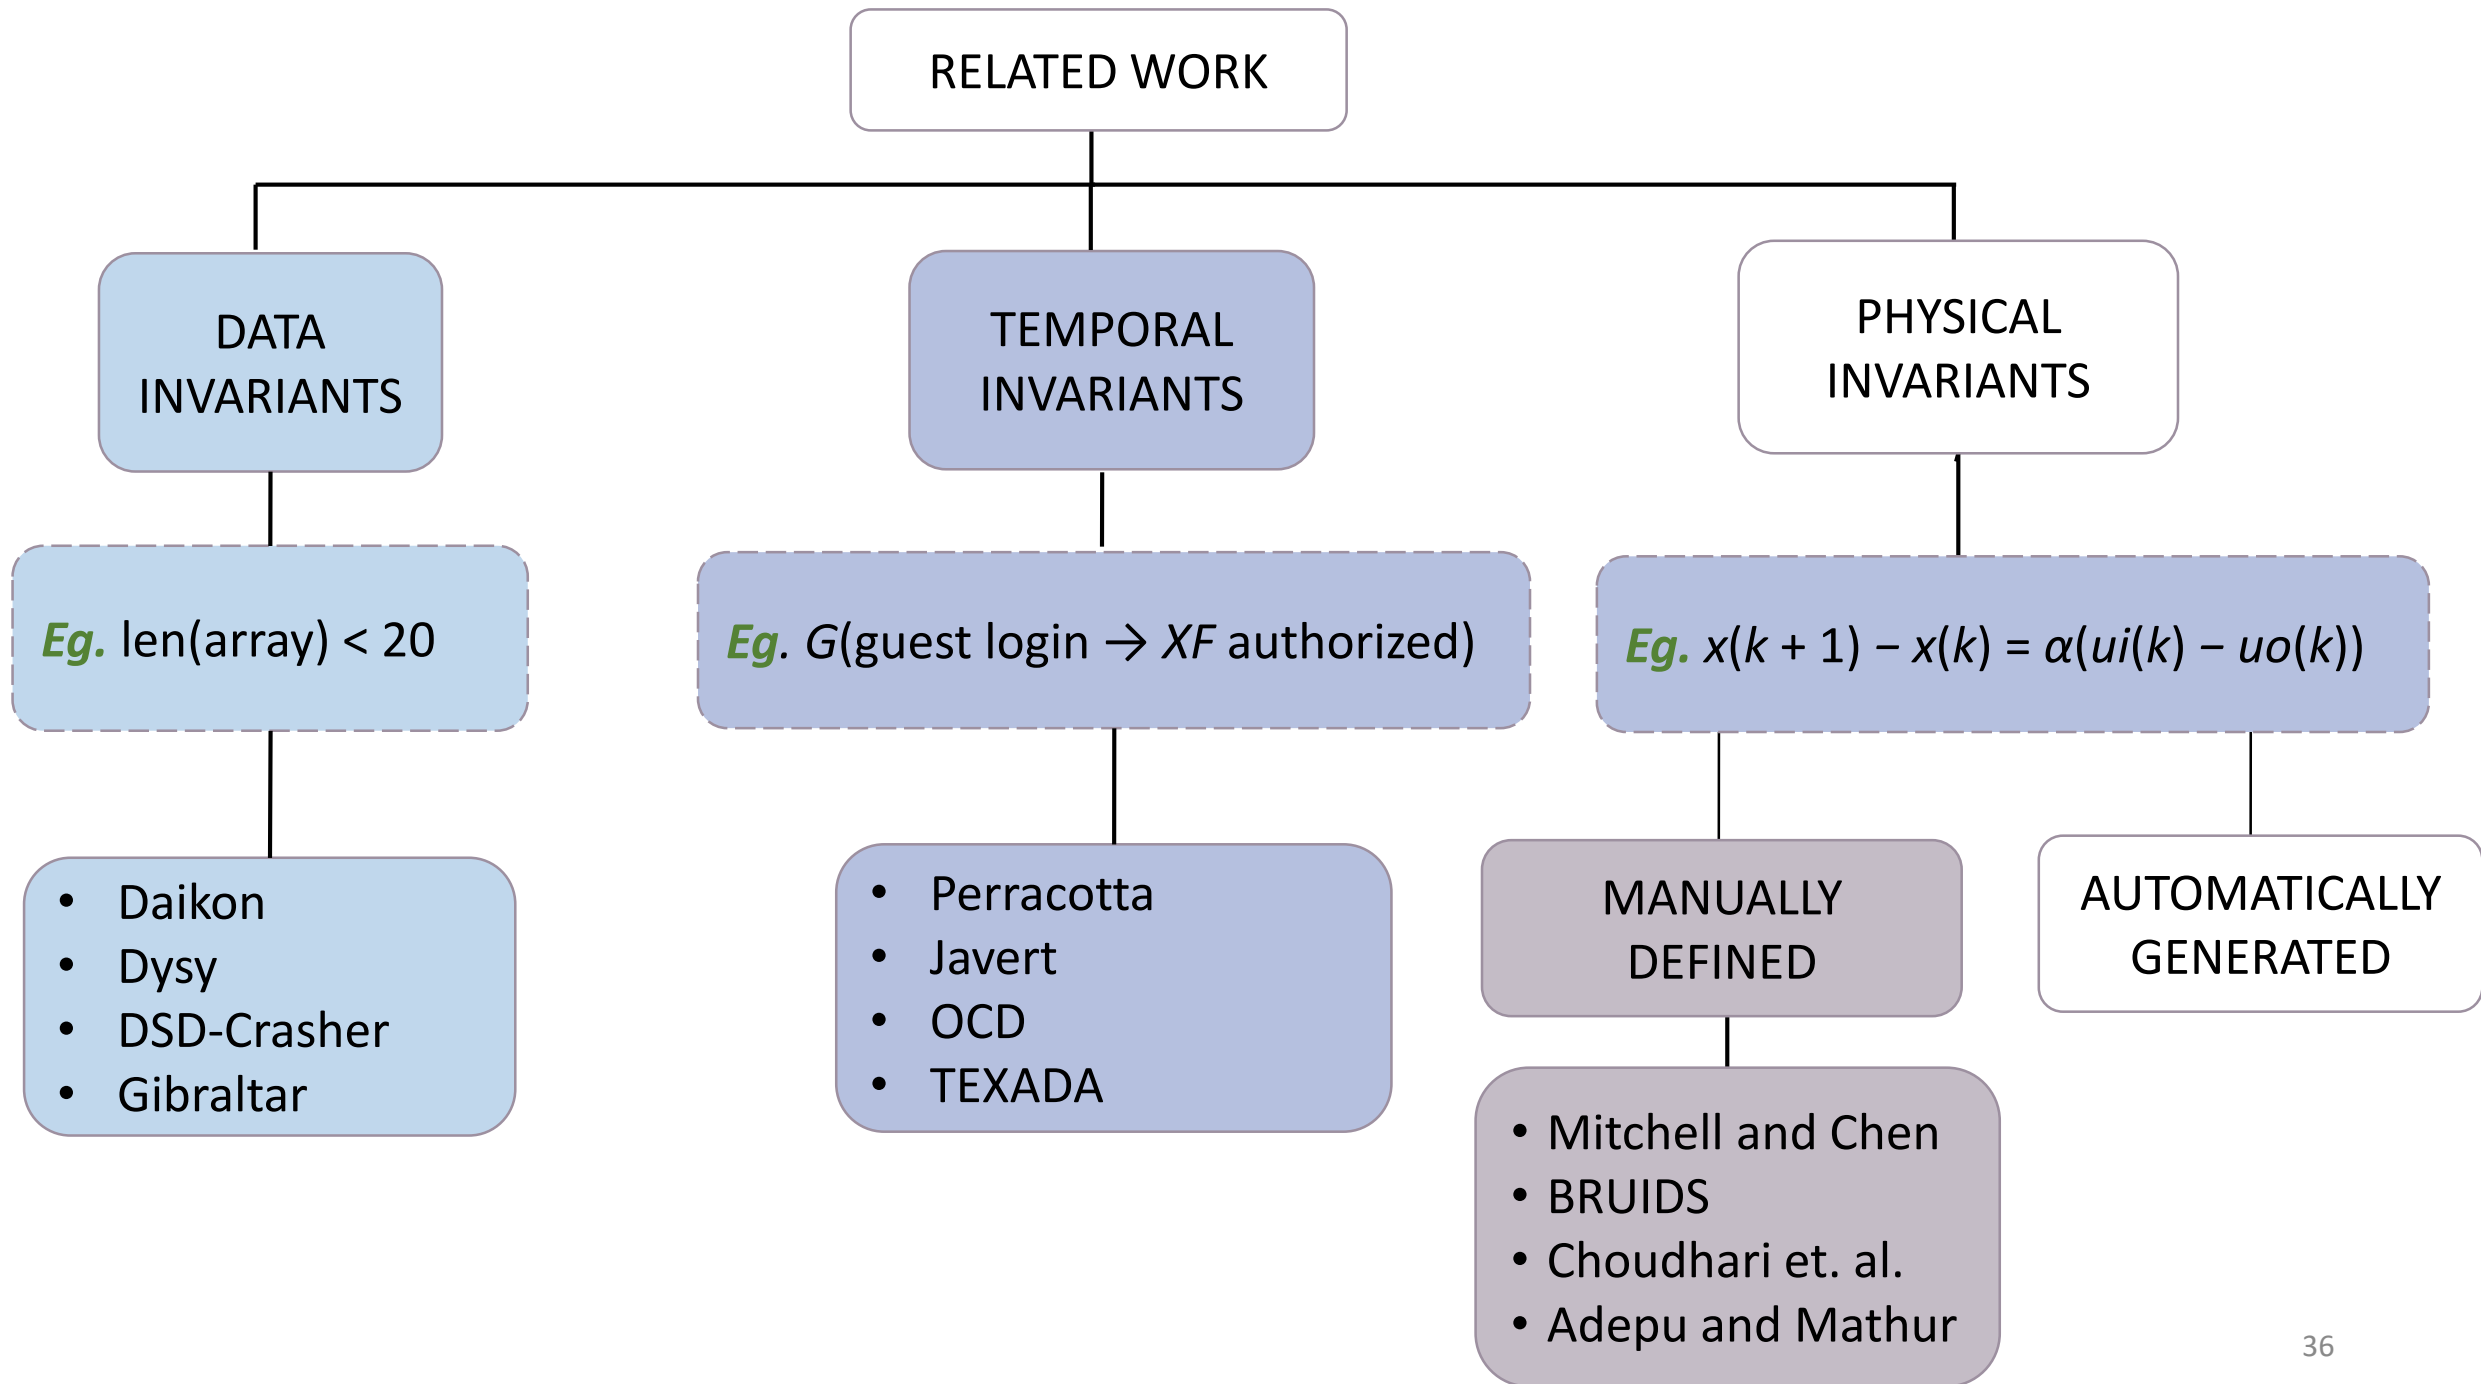 RELATED WORK
DATA
INVARIANTS
TEMPORAL
INVARIANTS
PHYSICAL
INVARIANTS
Eg. len(array) < 20
Eg. G(guest login → XF authorized)
Eg. x(k + 1) − x(k) = α(ui(k) − uo(k))
• Daikon
• Dysy
• DSD-Crasher
• Gibraltar
• Perracotta
• Javert
• OCD
• TEXADA
MANUALLY
DEFINED
AUTOMATICALLY
GENERATED
• Mitchell and Chen
• BRUIDS
• Choudhari et. al.
• Adepu and Mathur
36